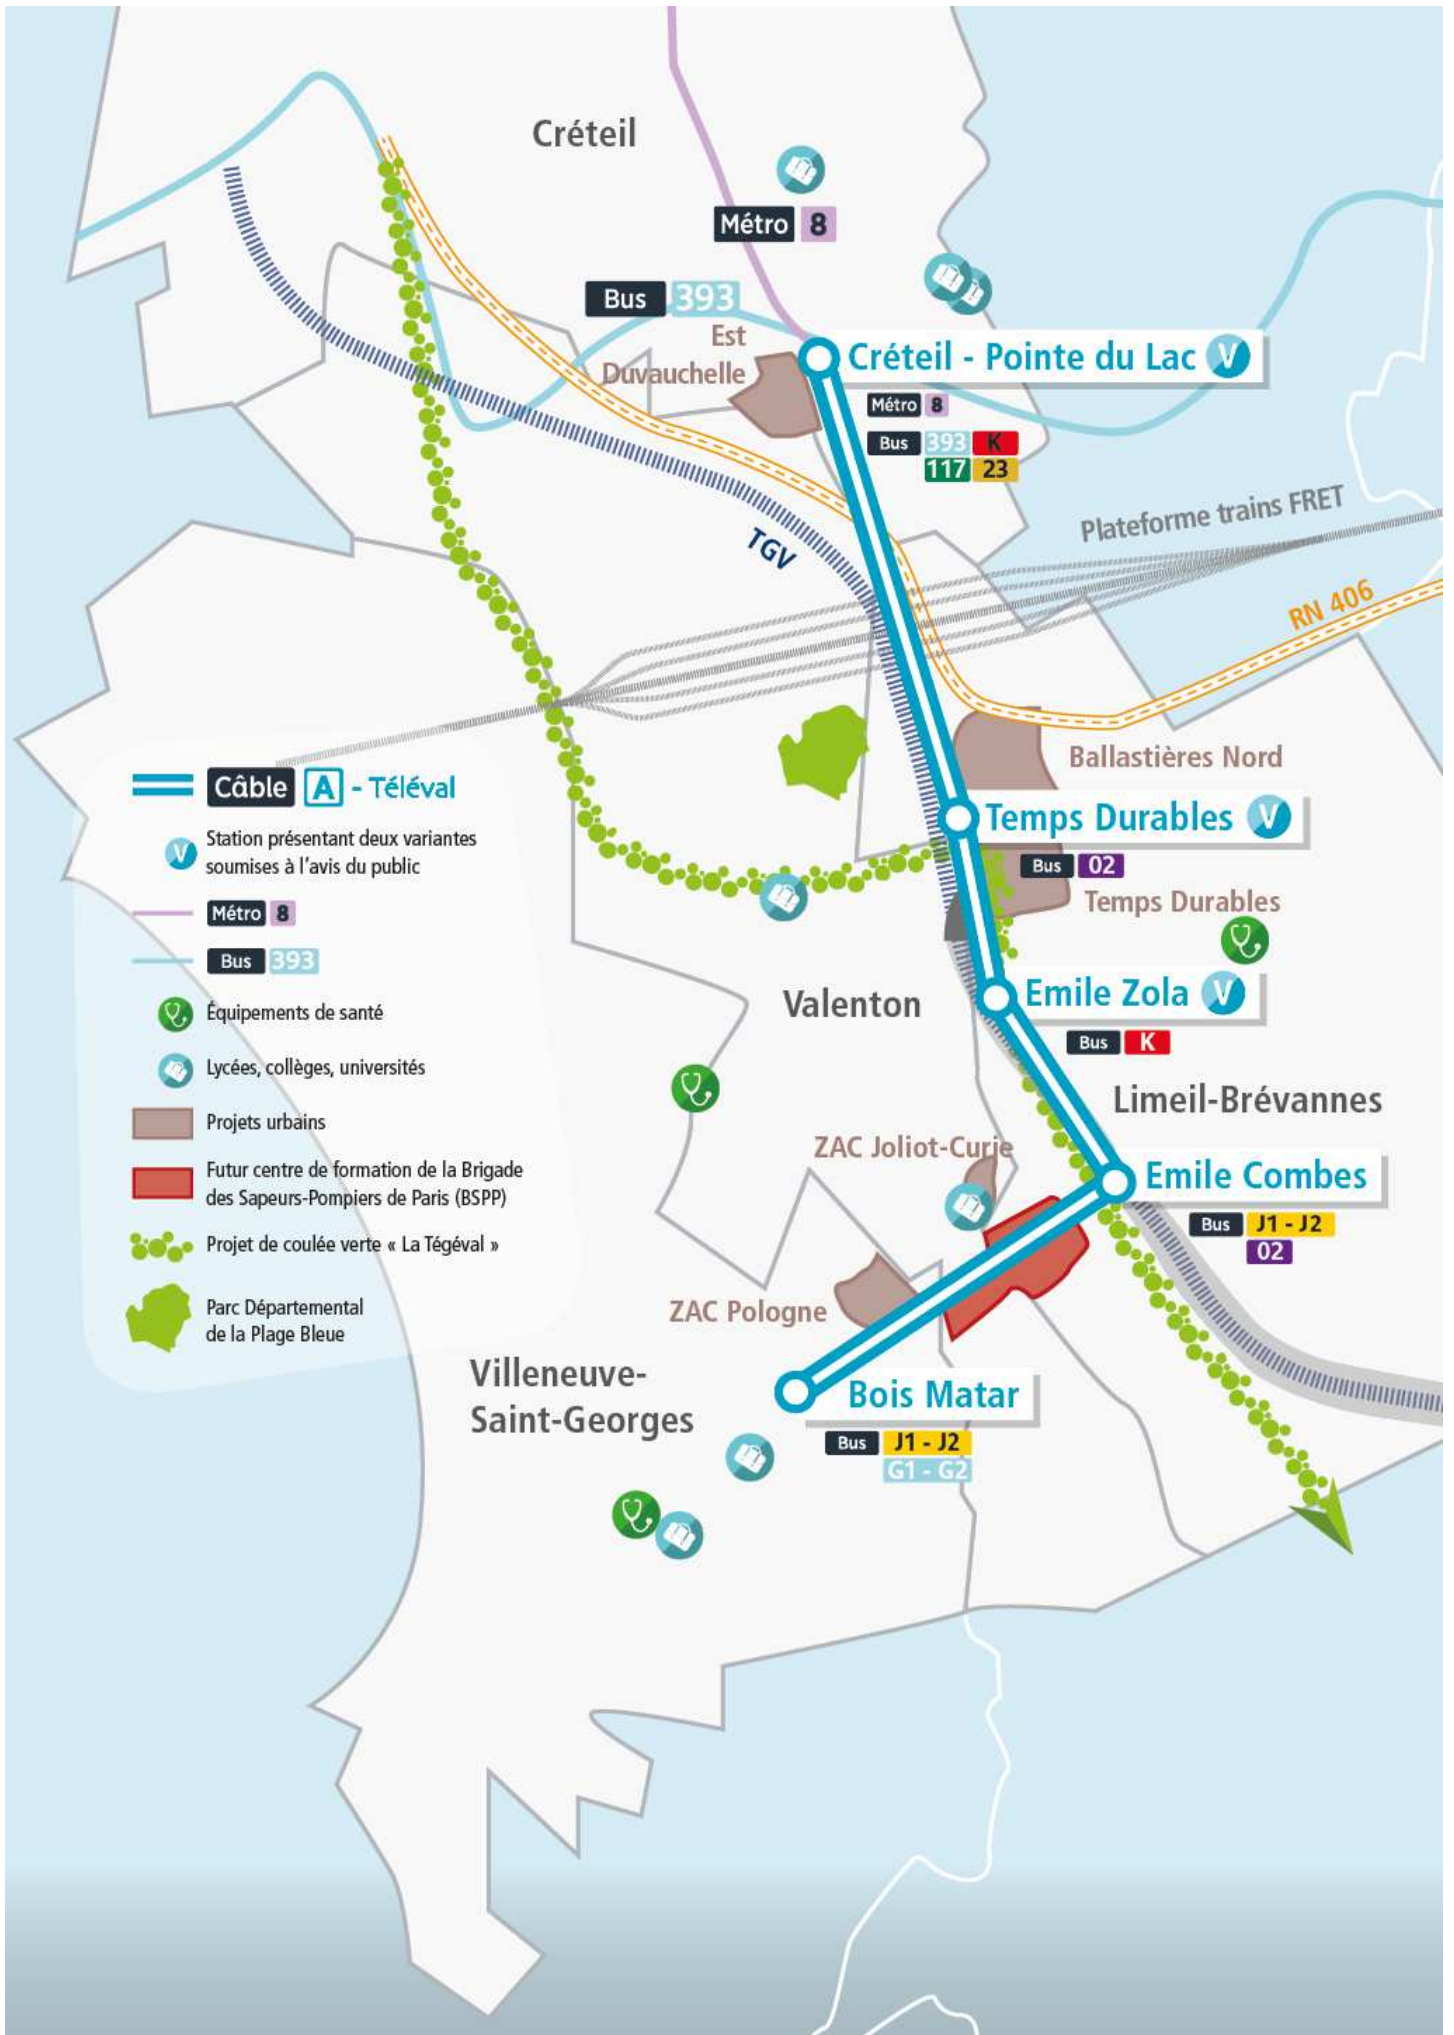 Créteil
Métro 8
Bus 393
Est
Duvauchelle
Créteil - Pointe du Lac V
Métro 8
Bus 393 K
117 23
Plateforme trains FRET
TGV
RN 406
Ballastières Nord
Temps Durables V
Bus 02
Temps Durables
Emile Zola V
Bus K
Valenton
Limeil-Brévannes
ZAC Joliot-Curie
Emile Combes
Bus J1 - J2
02
ZAC Pologne
Villeneuve-
Saint-Georges
Bois Matar
Bus J1 - J2
G1 - G2
Câble A - Téléval
V Station présentant deux variantes
soumises à l'avis du public
Métro 8
Bus 393
Équipements de santé
Lycées, collèges, universités
Projets urbains
Futur centre de formation de la Brigade
des Sapeurs-Pompiers de Paris (BSPP)
Projet de coulée verte « La Tégéval »
Parc Départemental
de la Plage Bleue